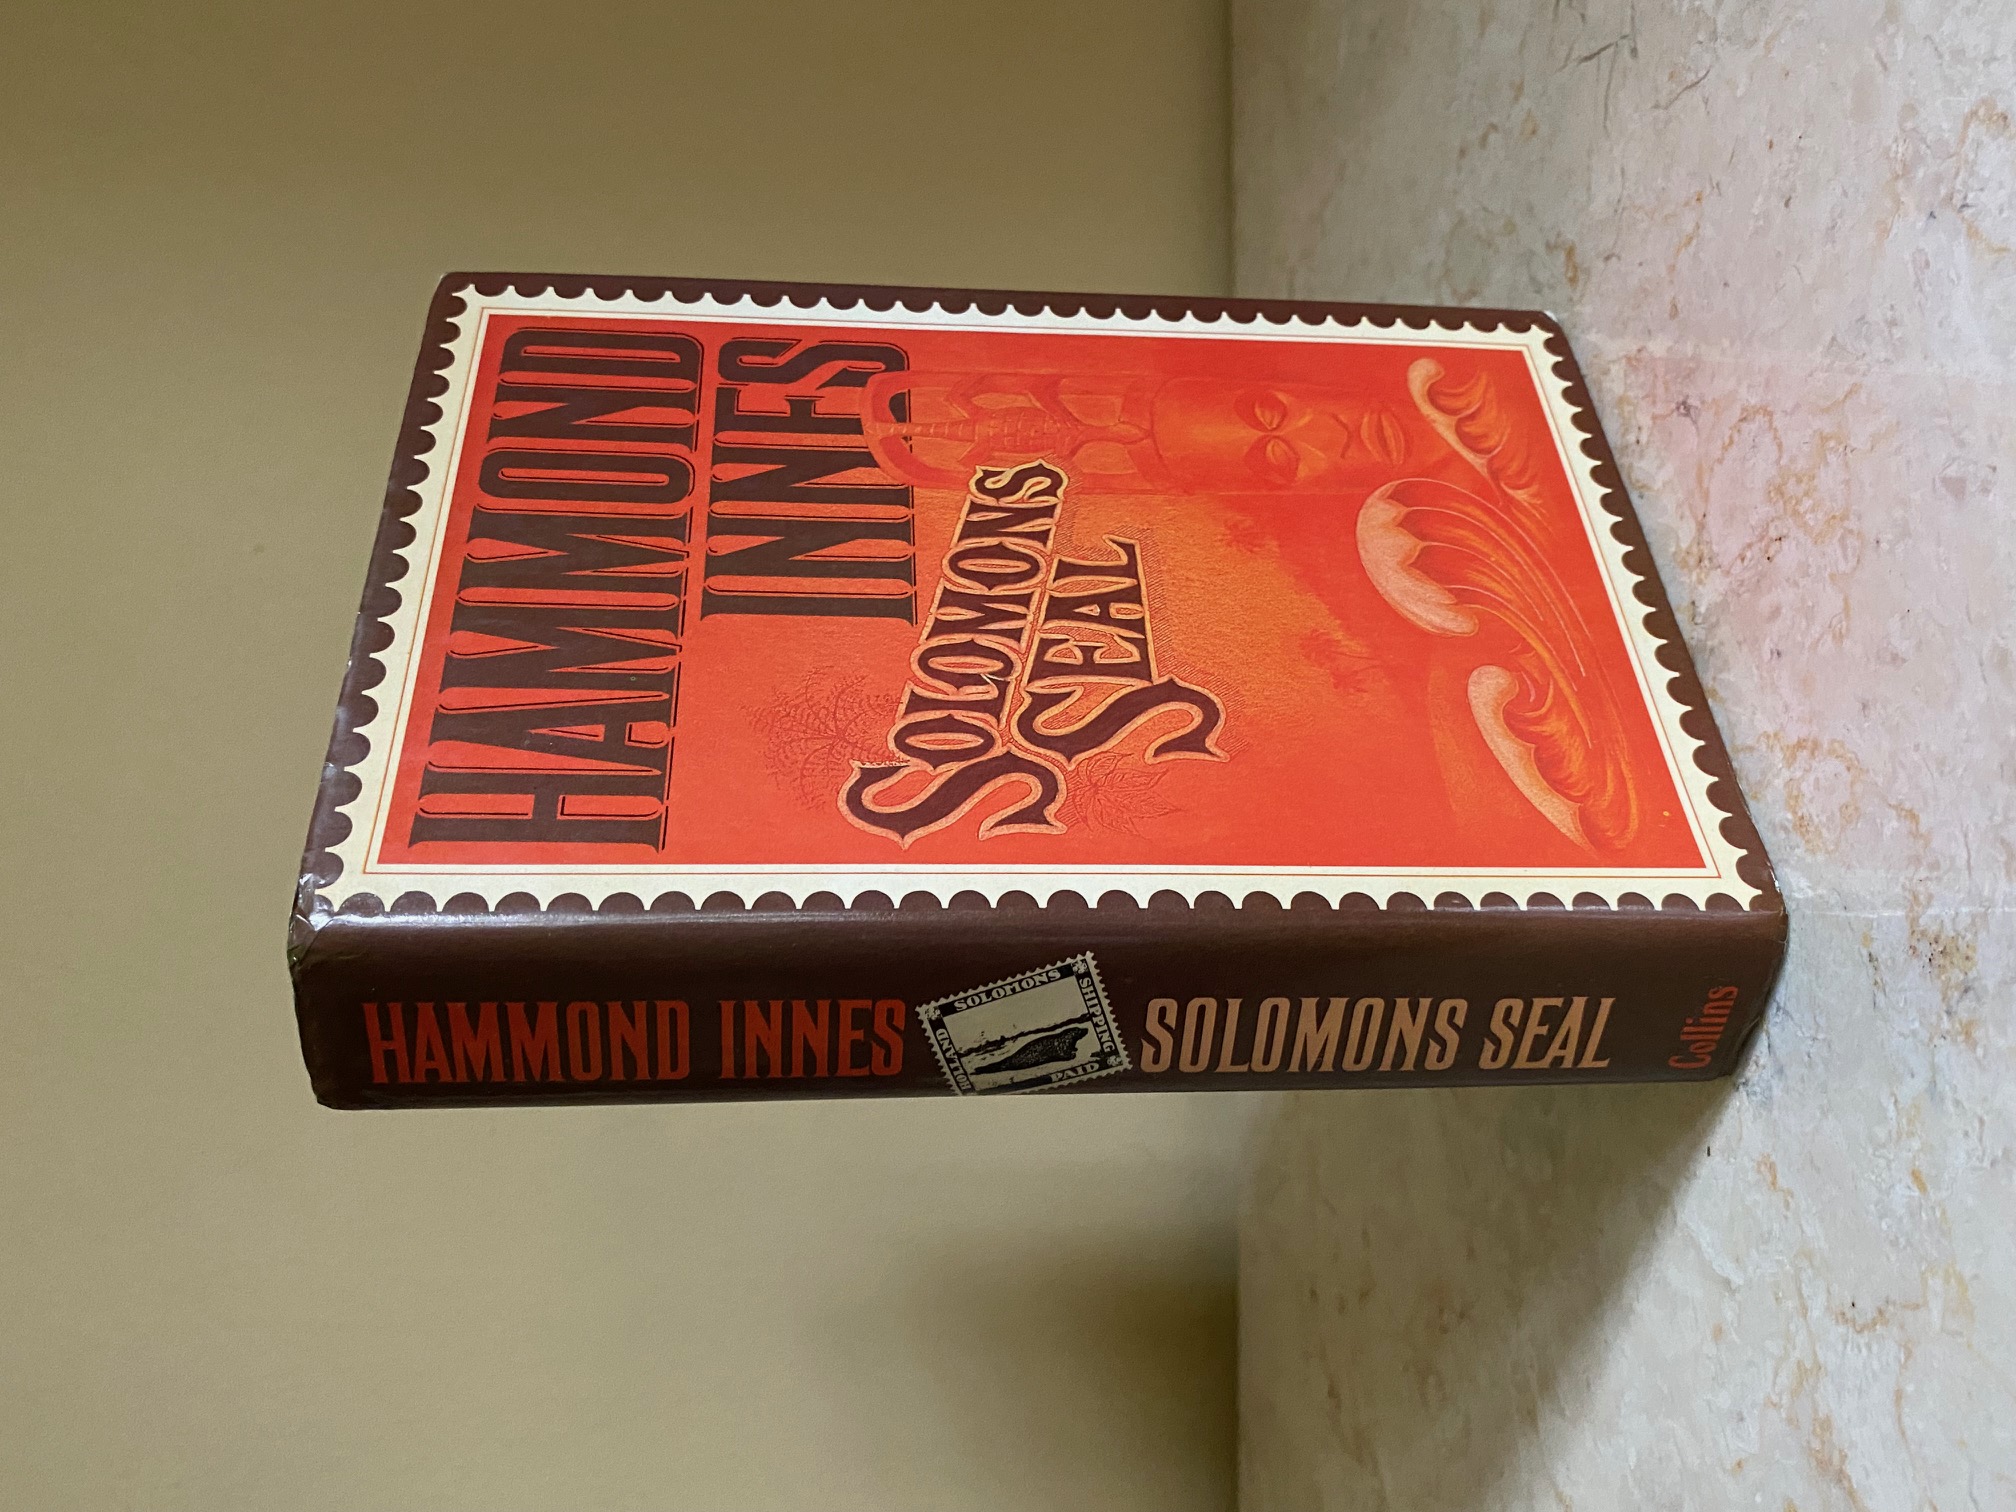 HAMMOND
INNES
SOLOMONS
SEAL
HAMMOND INNES
SOLOMONS
SHIPPING
PAID
HOLLAND
SOLOMONS SEAL
Collins